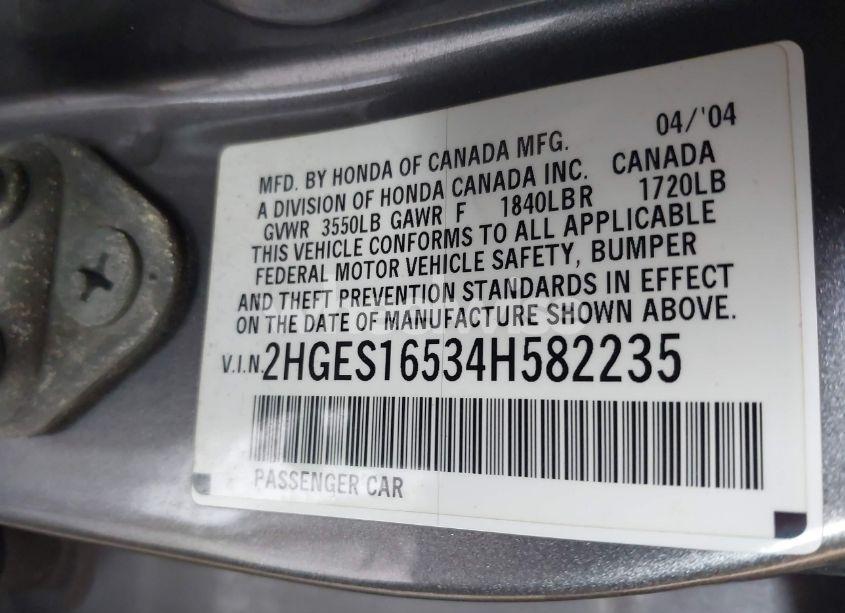 04/'04
MFD. BY HONDA OF CANADA MFG.
A DIVISION OF HONDA CANADA INC. CANADA
GVWR 3550LB GAWR F 1840LBR 1720LB
THIS VEHICLE CONFORMS TO ALL APPLICABLE
FEDERAL MOTOR VEHICLE SAFETY, BUMPER
AND THEFT PREVENTION STANDARDS IN EFFECT
ON THE DATE OF MANUFACTURE SHOWN ABOVE.
V.I.N. 2HGES16534H582235
PASSENGER CAR